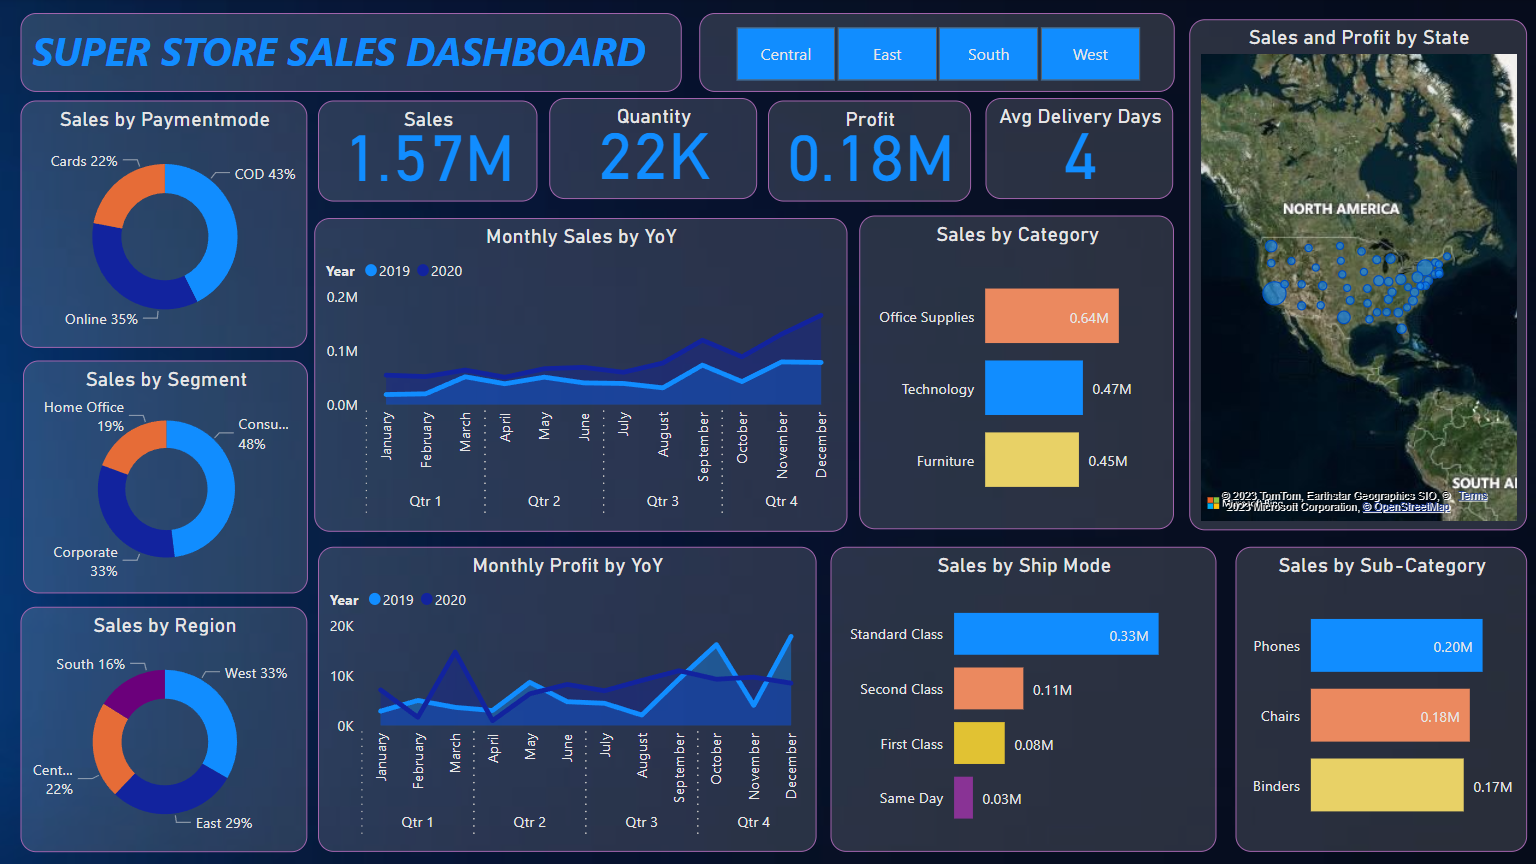 SUPER STORE SALES DASHBOARD
Central
East
South
West
Sales and Profit by State
NORTH AMERICA
SOUTH AI
© 2023 TomTom, Earthstar Geographics SIO, © Terms
2023 Microsoft Corporation, © OpenStreetMap
Sales by Paymentmode
Cards 22%
COD 43%
Online 35%
Sales
1.57M
Quantity
22K
Profit
0.18M
Avg Delivery Days
4
Monthly Sales by YoY
Year 2019 2020
0.2M
0.1M
0.0M
January
February
March
April
May
June
July
August
September
October
November
December
Qtr 1
Qtr 2
Qtr 3
Qtr 4
Sales by Category
Office Supplies 0.64M
Technology 0.47M
Furniture 0.45M
Sales by Segment
Home Office
19%
Consu...
48%
Corporate
33%
Sales by Region
South 16%
West 33%
Cent...
22%
East 29%
Monthly Profit by YoY
Year 2019 2020
20K
10K
0K
January
February
March
April
May
June
July
August
September
October
November
December
Qtr 1
Qtr 2
Qtr 3
Qtr 4
Sales by Ship Mode
Standard Class 0.33M
Second Class 0.11M
First Class 0.08M
Same Day 0.03M
Sales by Sub-Category
Phones 0.20M
Chairs 0.18M
Binders 0.17M